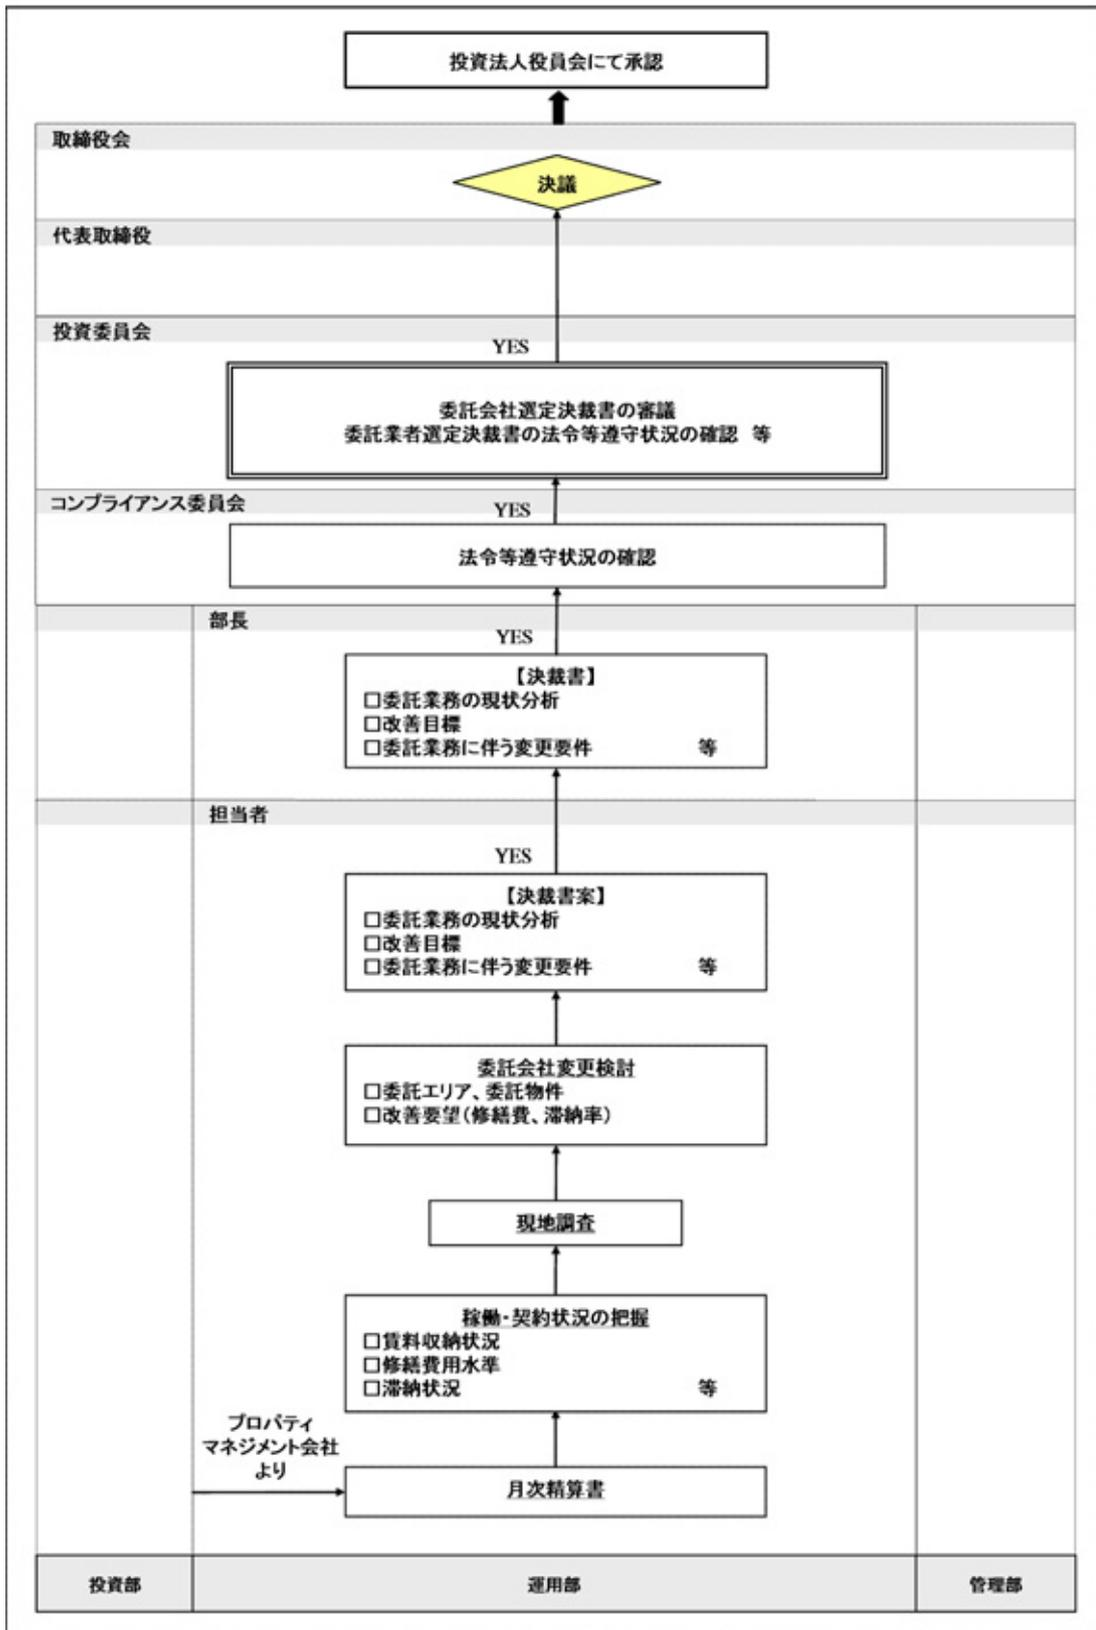 投資法人役員会にて承認
取締役会
決議
代表取締役
投資委員会
YES
委託会社選定決裁書の審議
委託業者選定決裁書の法令等遵守状況の確認 等
コンプライアンス委員会
YES
法令等遵守状況の確認
部長
YES
【決裁書】
□委託業務の現状分析
□改善目標
□委託業務に伴う変更要件 等
担当者
YES
【決裁書案】
□委託業務の現状分析
□改善目標
□委託業務に伴う変更要件 等
委託会社変更検討
□委託エリア、委託物件
□改善要望(修繕費、滞納率)
現地調査
稼働・契約状況の把握
□賃料収納状況
□修繕費用水準
□滞納状況 等
プロパティ
マネジメント会社
より
月次精算書
投資部
運用部
管理部